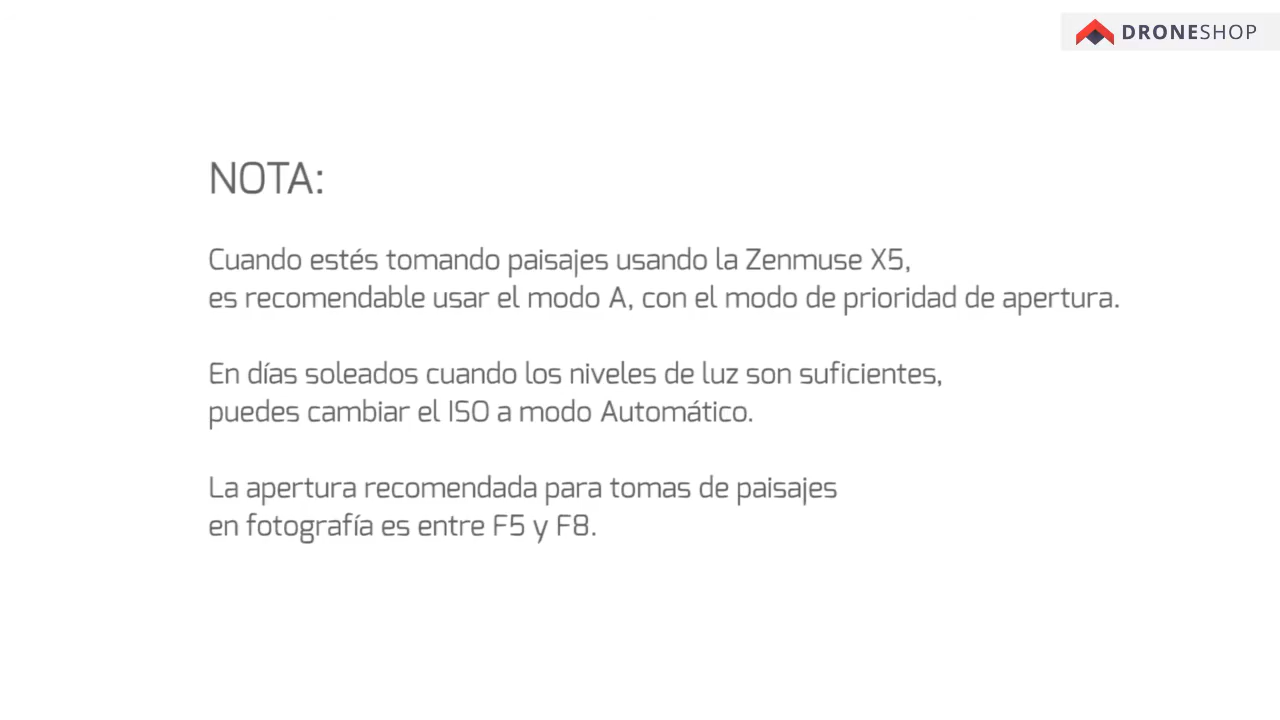 DRONESHOP
NOTA:
Cuando estés tomando paisajes usando la Zenmuse X5,
es recomendable usar el modo A, con el modo de prioridad de apertura.
En días soleados cuando los niveles de luz son suficientes,
puedes cambiar el ISO a modo Automático.
La apertura recomendada para tomas de paisajes
en fotografía es entre F5 y F8.